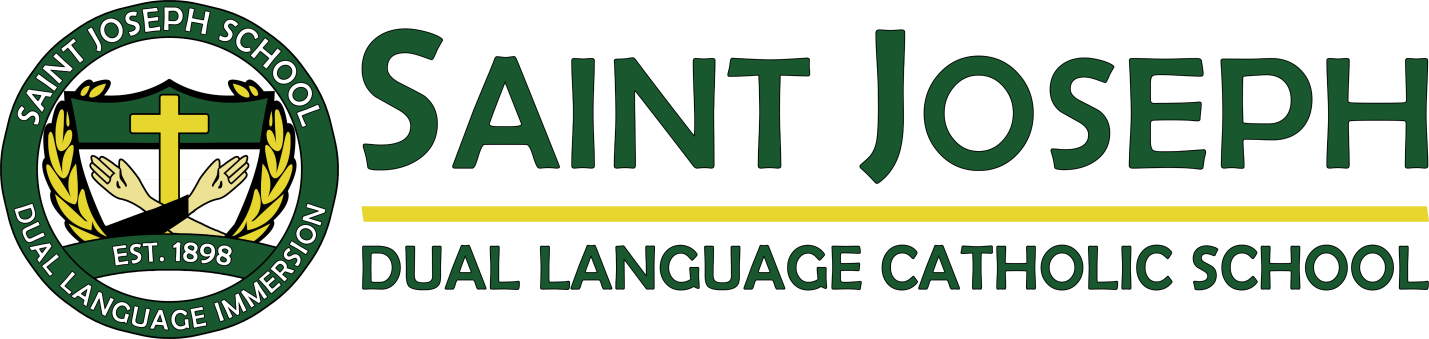 SAINT JOSEPH SCHOOL
EST. 1898
DUAL LANGUAGE IMMERSION
SAINT JOSEPH
DUAL LANGUAGE CATHOLIC SCHOOL